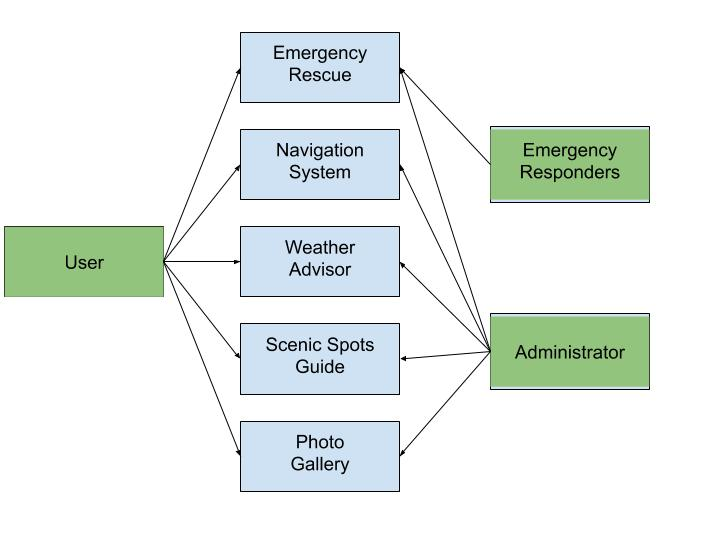 Emergency
Rescue
Navigation
System
Emergency
Responders
Weather
Advisor
User
Scenic Spots
Guide
Administrator
Photo
Gallery